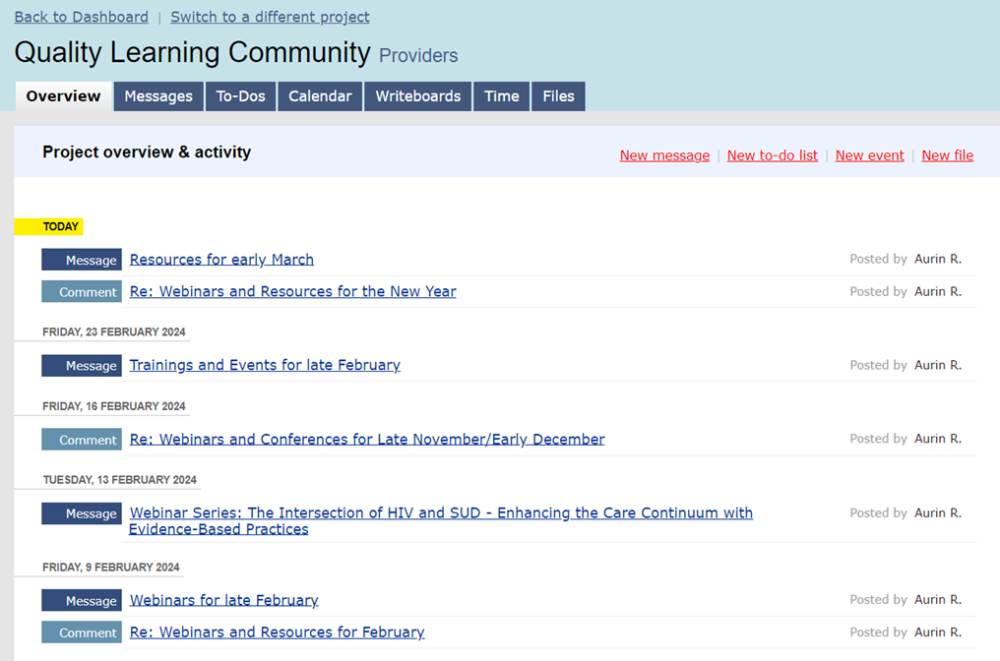 Back to Dashboard | Switch to a different project
Quality Learning Community Providers
Overview Messages To-Dos Calendar Writeboards Time Files
Project overview & activity New message | New to-do list | New event | New file
TODAY
Message Resources for early March Posted by Aurin R.
Comment Re: Webinars and Resources for the New Year Posted by Aurin R.
FRIDAY, 23 FEBRUARY 2024
Message Trainings and Events for late February Posted by Aurin R.
FRIDAY, 16 FEBRUARY 2024
Comment Re: Webinars and Conferences for Late November/Early December Posted by Aurin R.
TUESDAY, 13 FEBRUARY 2024
Message Webinar Series: The Intersection of HIV and SUD - Enhancing the Care Continuum with Posted by Aurin R.
Evidence-Based Practices
FRIDAY, 9 FEBRUARY 2024
Message Webinars for late February Posted by Aurin R.
Comment Re: Webinars and Resources for February Posted by Aurin R.